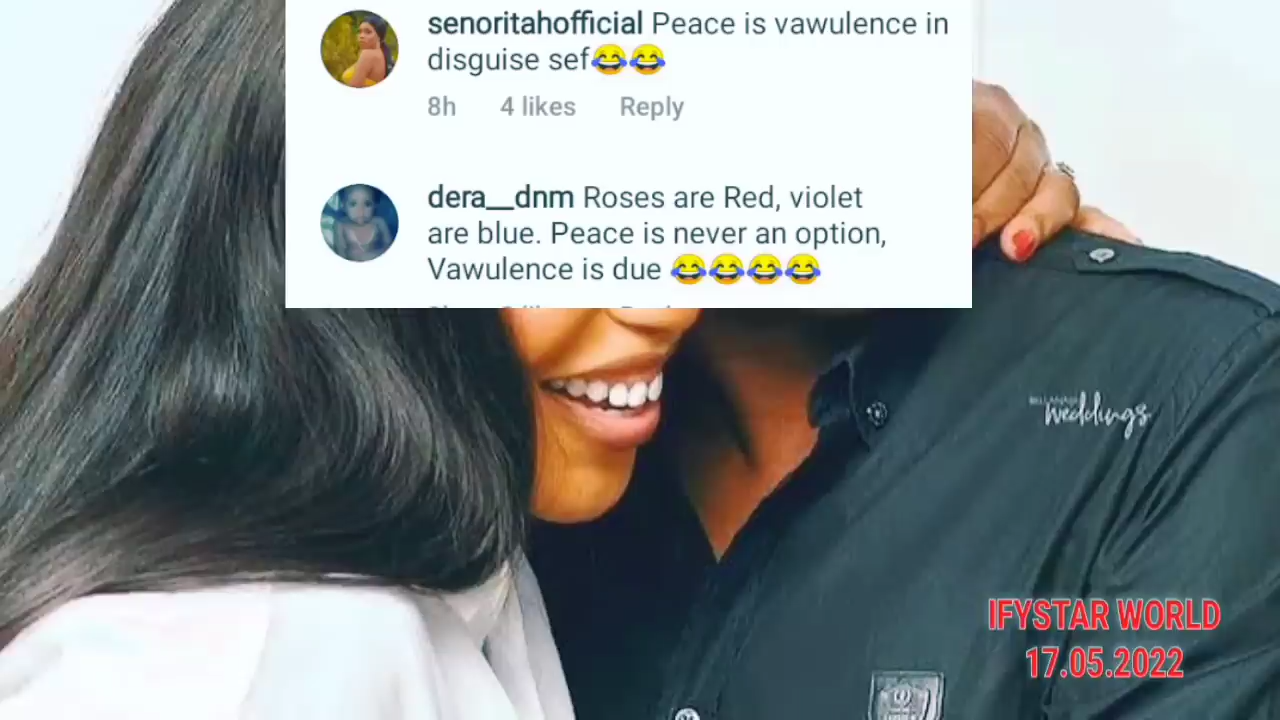 senoritahofficial Peace is vawulence in
disguise sef😂😂
8h 4 likes Reply
dera__dnm Roses are Red, violet
are blue. Peace is never an option,
Vawulence is due 😂😂😂😂
weddings
IFYSTAR WORLD
17.05.2022